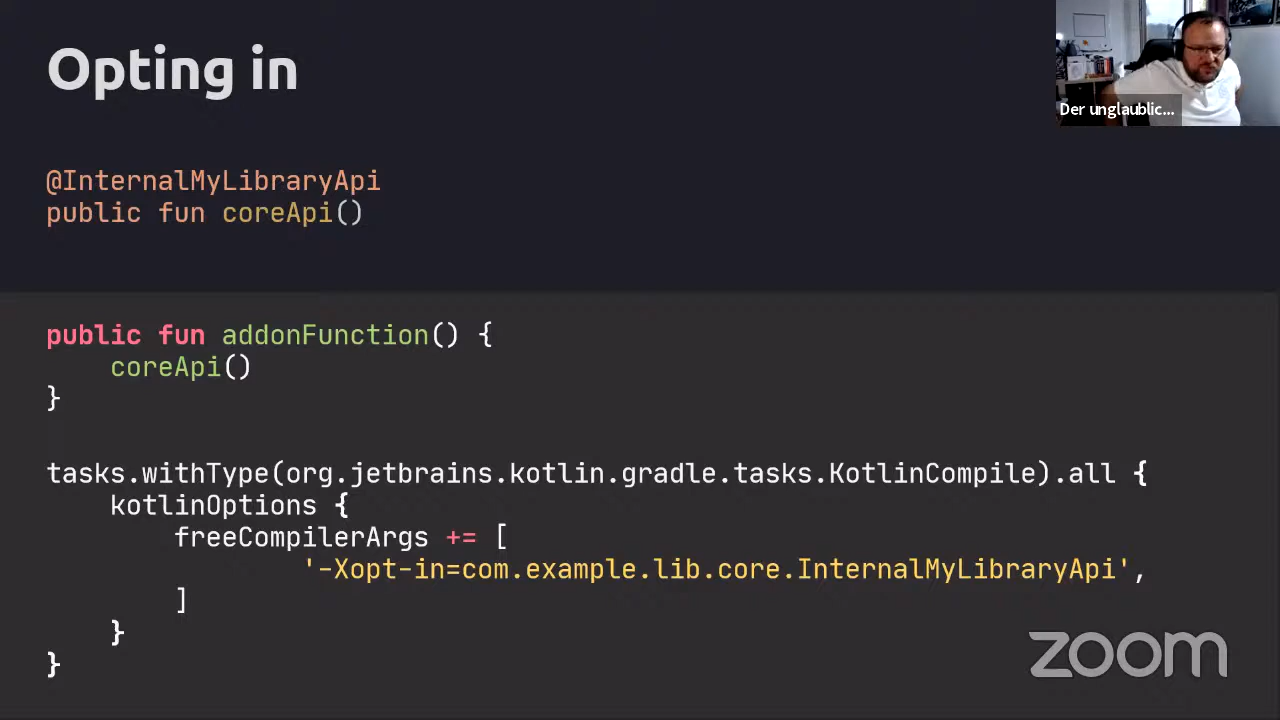 Opting in
Der unglaublic...
@InternalMyLibraryApi
public fun coreApi()
public fun addonFunction() {
    coreApi()
}
tasks.withType(org.jetbrains.kotlin.gradle.tasks.KotlinCompile).all {
    kotlinOptions {
        freeCompilerArgs += [
                '-Xopt-in=com.example.lib.core.InternalMyLibraryApi',
        ]
    }
}
zoom